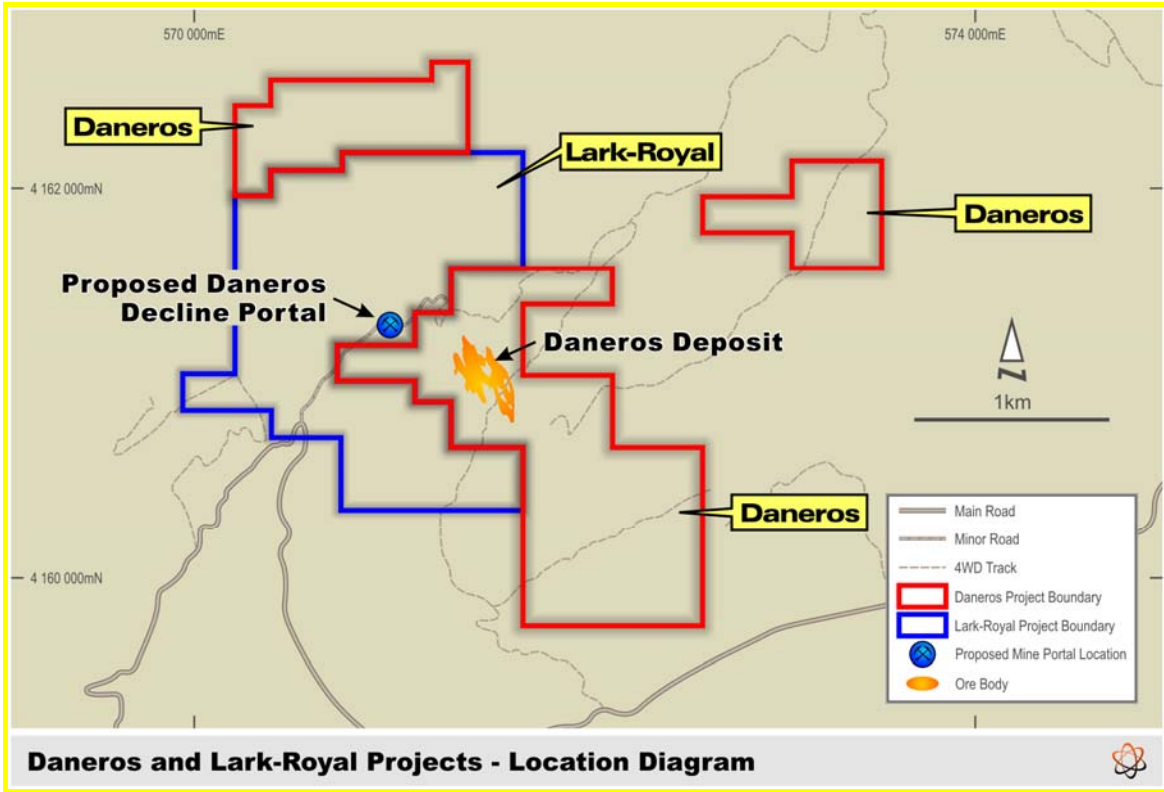 570 000mE
574 000mE
Daneros
Lark-Royal
4 162 000mN
Daneros
Proposed Daneros
Decline Portal
Daneros Deposit
N
1km
Daneros
4 160 000mN
Main Road
Minor Road
4WD Track
Daneros Project Boundary
Lark-Royal Project Boundary
Proposed Mine Portal Location
Ore Body
Daneros and Lark-Royal Projects - Location Diagram